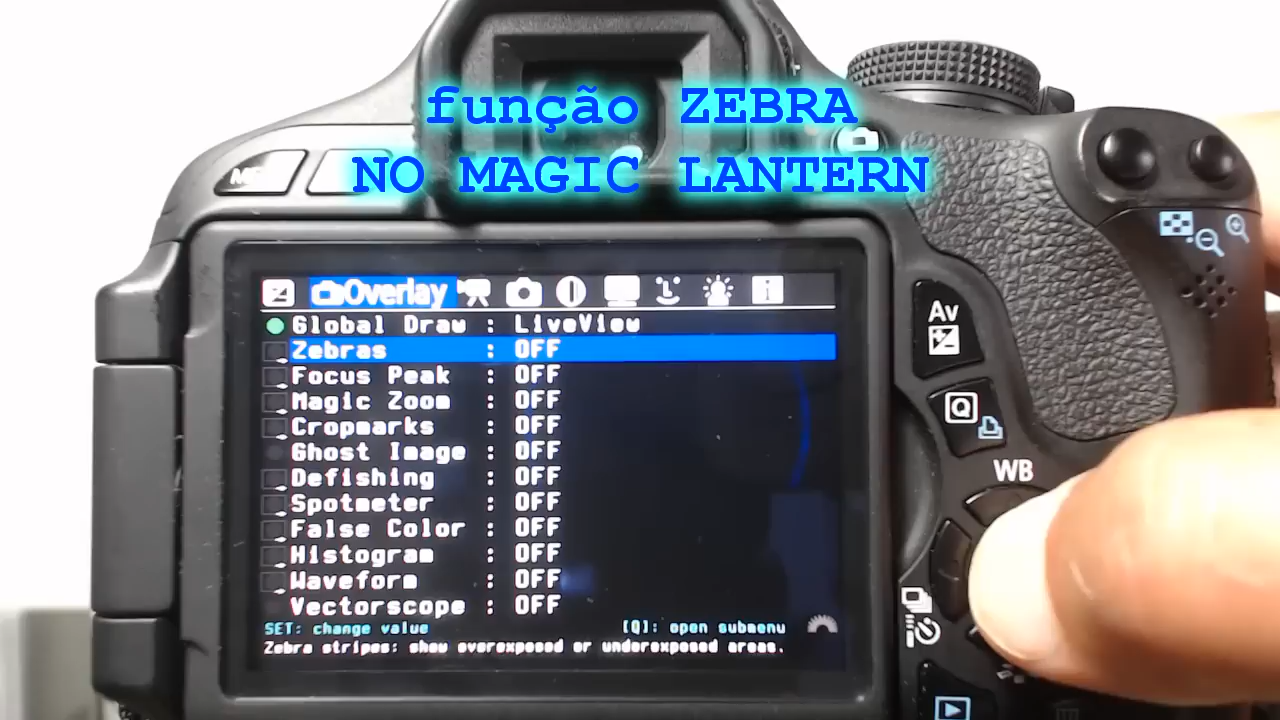 função ZEBRA
NO MAGIC LANTERN
Overlay
Global Draw : LiveView
Zebras : OFF
Focus Peak : OFF
Magic Zoom : OFF
Cropmarks : OFF
Ghost Image : OFF
Defishing : OFF
Spotmeter : OFF
False Color : OFF
Histogram : OFF
Waveform : OFF
Vectorscope : OFF
SET: change value [Q]: open submenu
Zebra stripes: show overexposed or underexposed areas.
Av
Q
WB